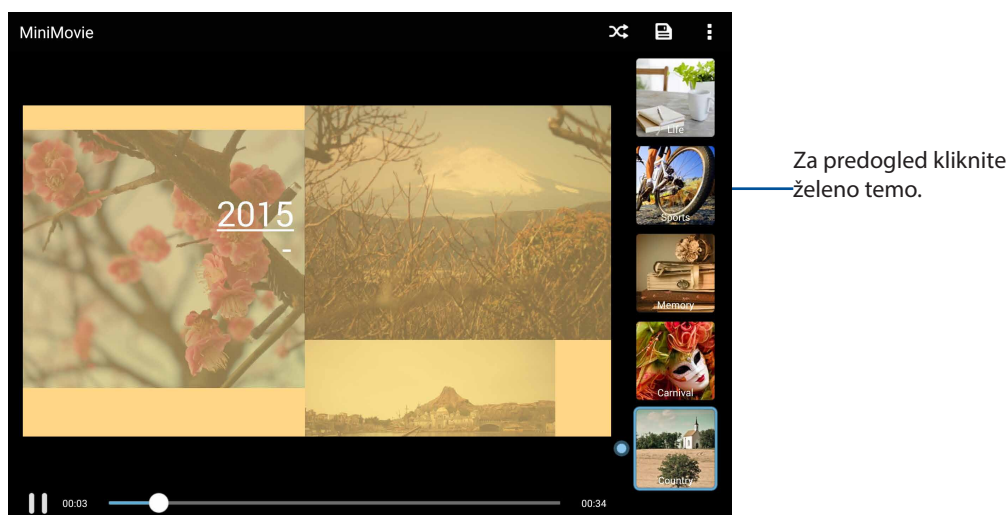 MiniMovie
2015
-
Life
Sports
Memory
Carnival
Country
Za predogled kliknite
želeno temo.
00:03
00:34